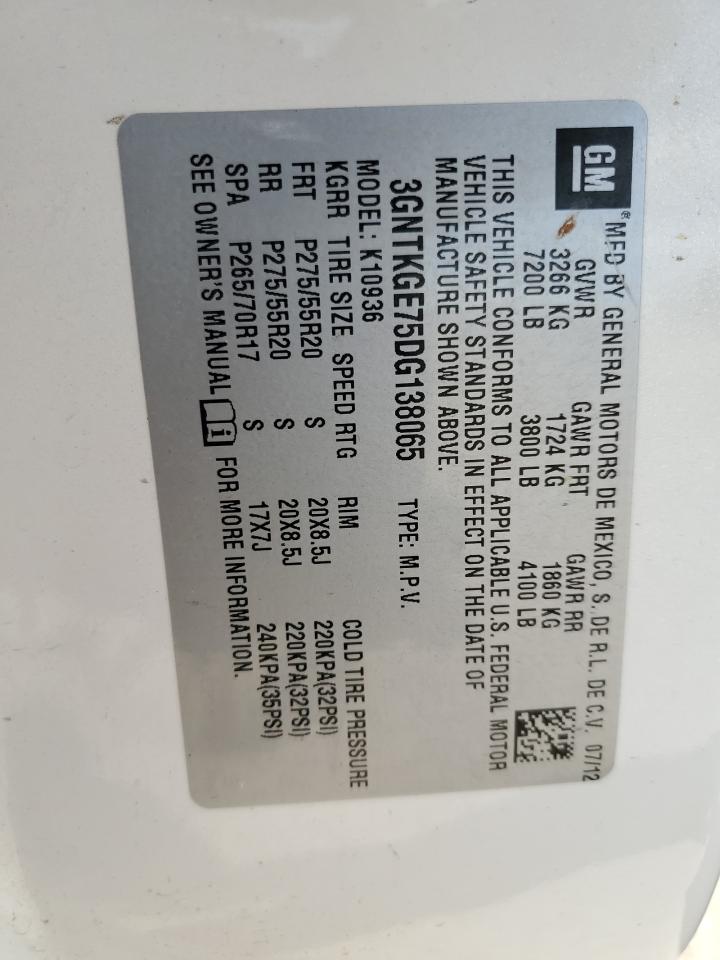 GM
® MFD BY GENERAL MOTORS DE MEXICO, S. DE R.L. DE C.V. 07/12
GVWR GAWR FRT GAWR RR
3266 KG 1724 KG 1860 KG
7200 LB 3800 LB 4100 LB
THIS VEHICLE CONFORMS TO ALL APPLICABLE U.S. FEDERAL MOTOR
VEHICLE SAFETY STANDARDS IN EFFECT ON THE DATE OF
MANUFACTURE SHOWN ABOVE.
3GNTKGE75DG138065 TYPE: M.P.V.
MODEL: K10936
KGRR TIRE SIZE SPEED RTG RIM COLD TIRE PRESSURE
FRT P275/55R20 S 20X8.5J 220KPA(32PSI)
RR P275/55R20 S 20X8.5J 220KPA(32PSI)
SPA P265/70R17 S 17X7J 240KPA(35PSI)
SEE OWNER'S MANUAL i FOR MORE INFORMATION.